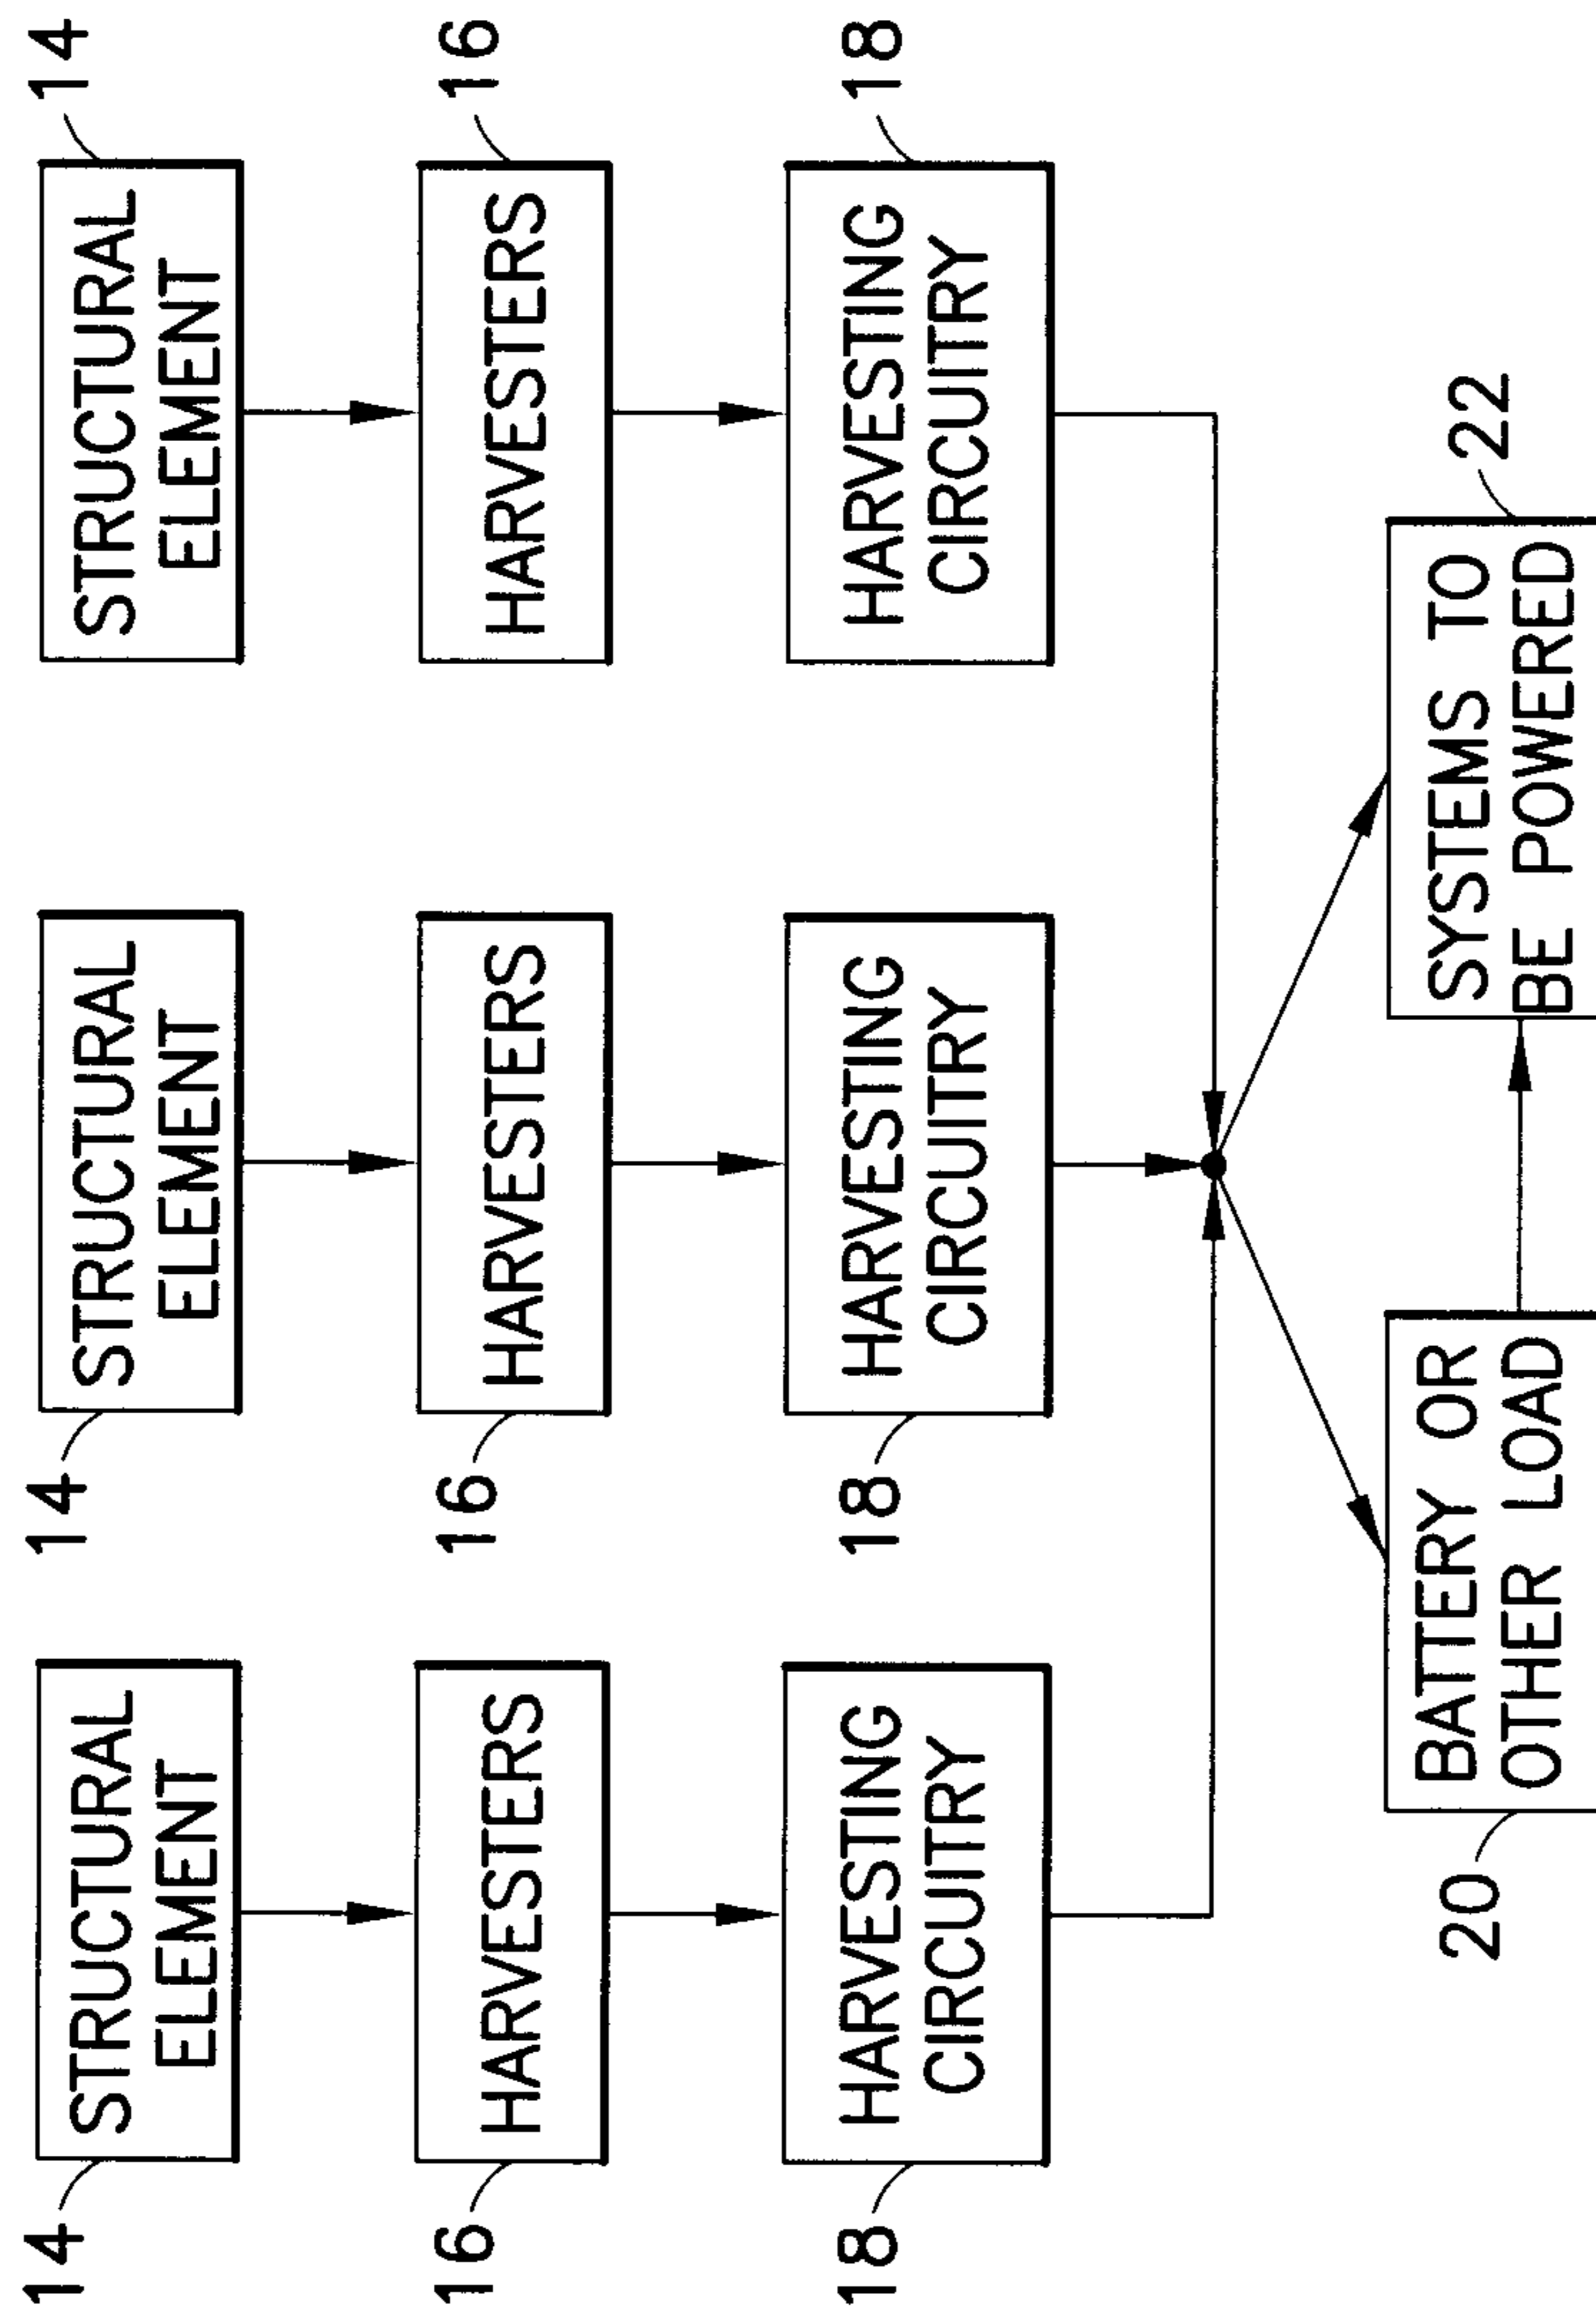 14
STRUCTURAL
ELEMENT
14
STRUCTURAL
ELEMENT
STRUCTURAL
ELEMENT
14
16
HARVESTERS
16
HARVESTERS
HARVESTERS
16
18
HARVESTING
CIRCUITRY
18
HARVESTING
CIRCUITRY
HARVESTING
CIRCUITRY
18
20
BATTERY OR
OTHER LOAD
SYSTEMS TO
BE POWERED
22